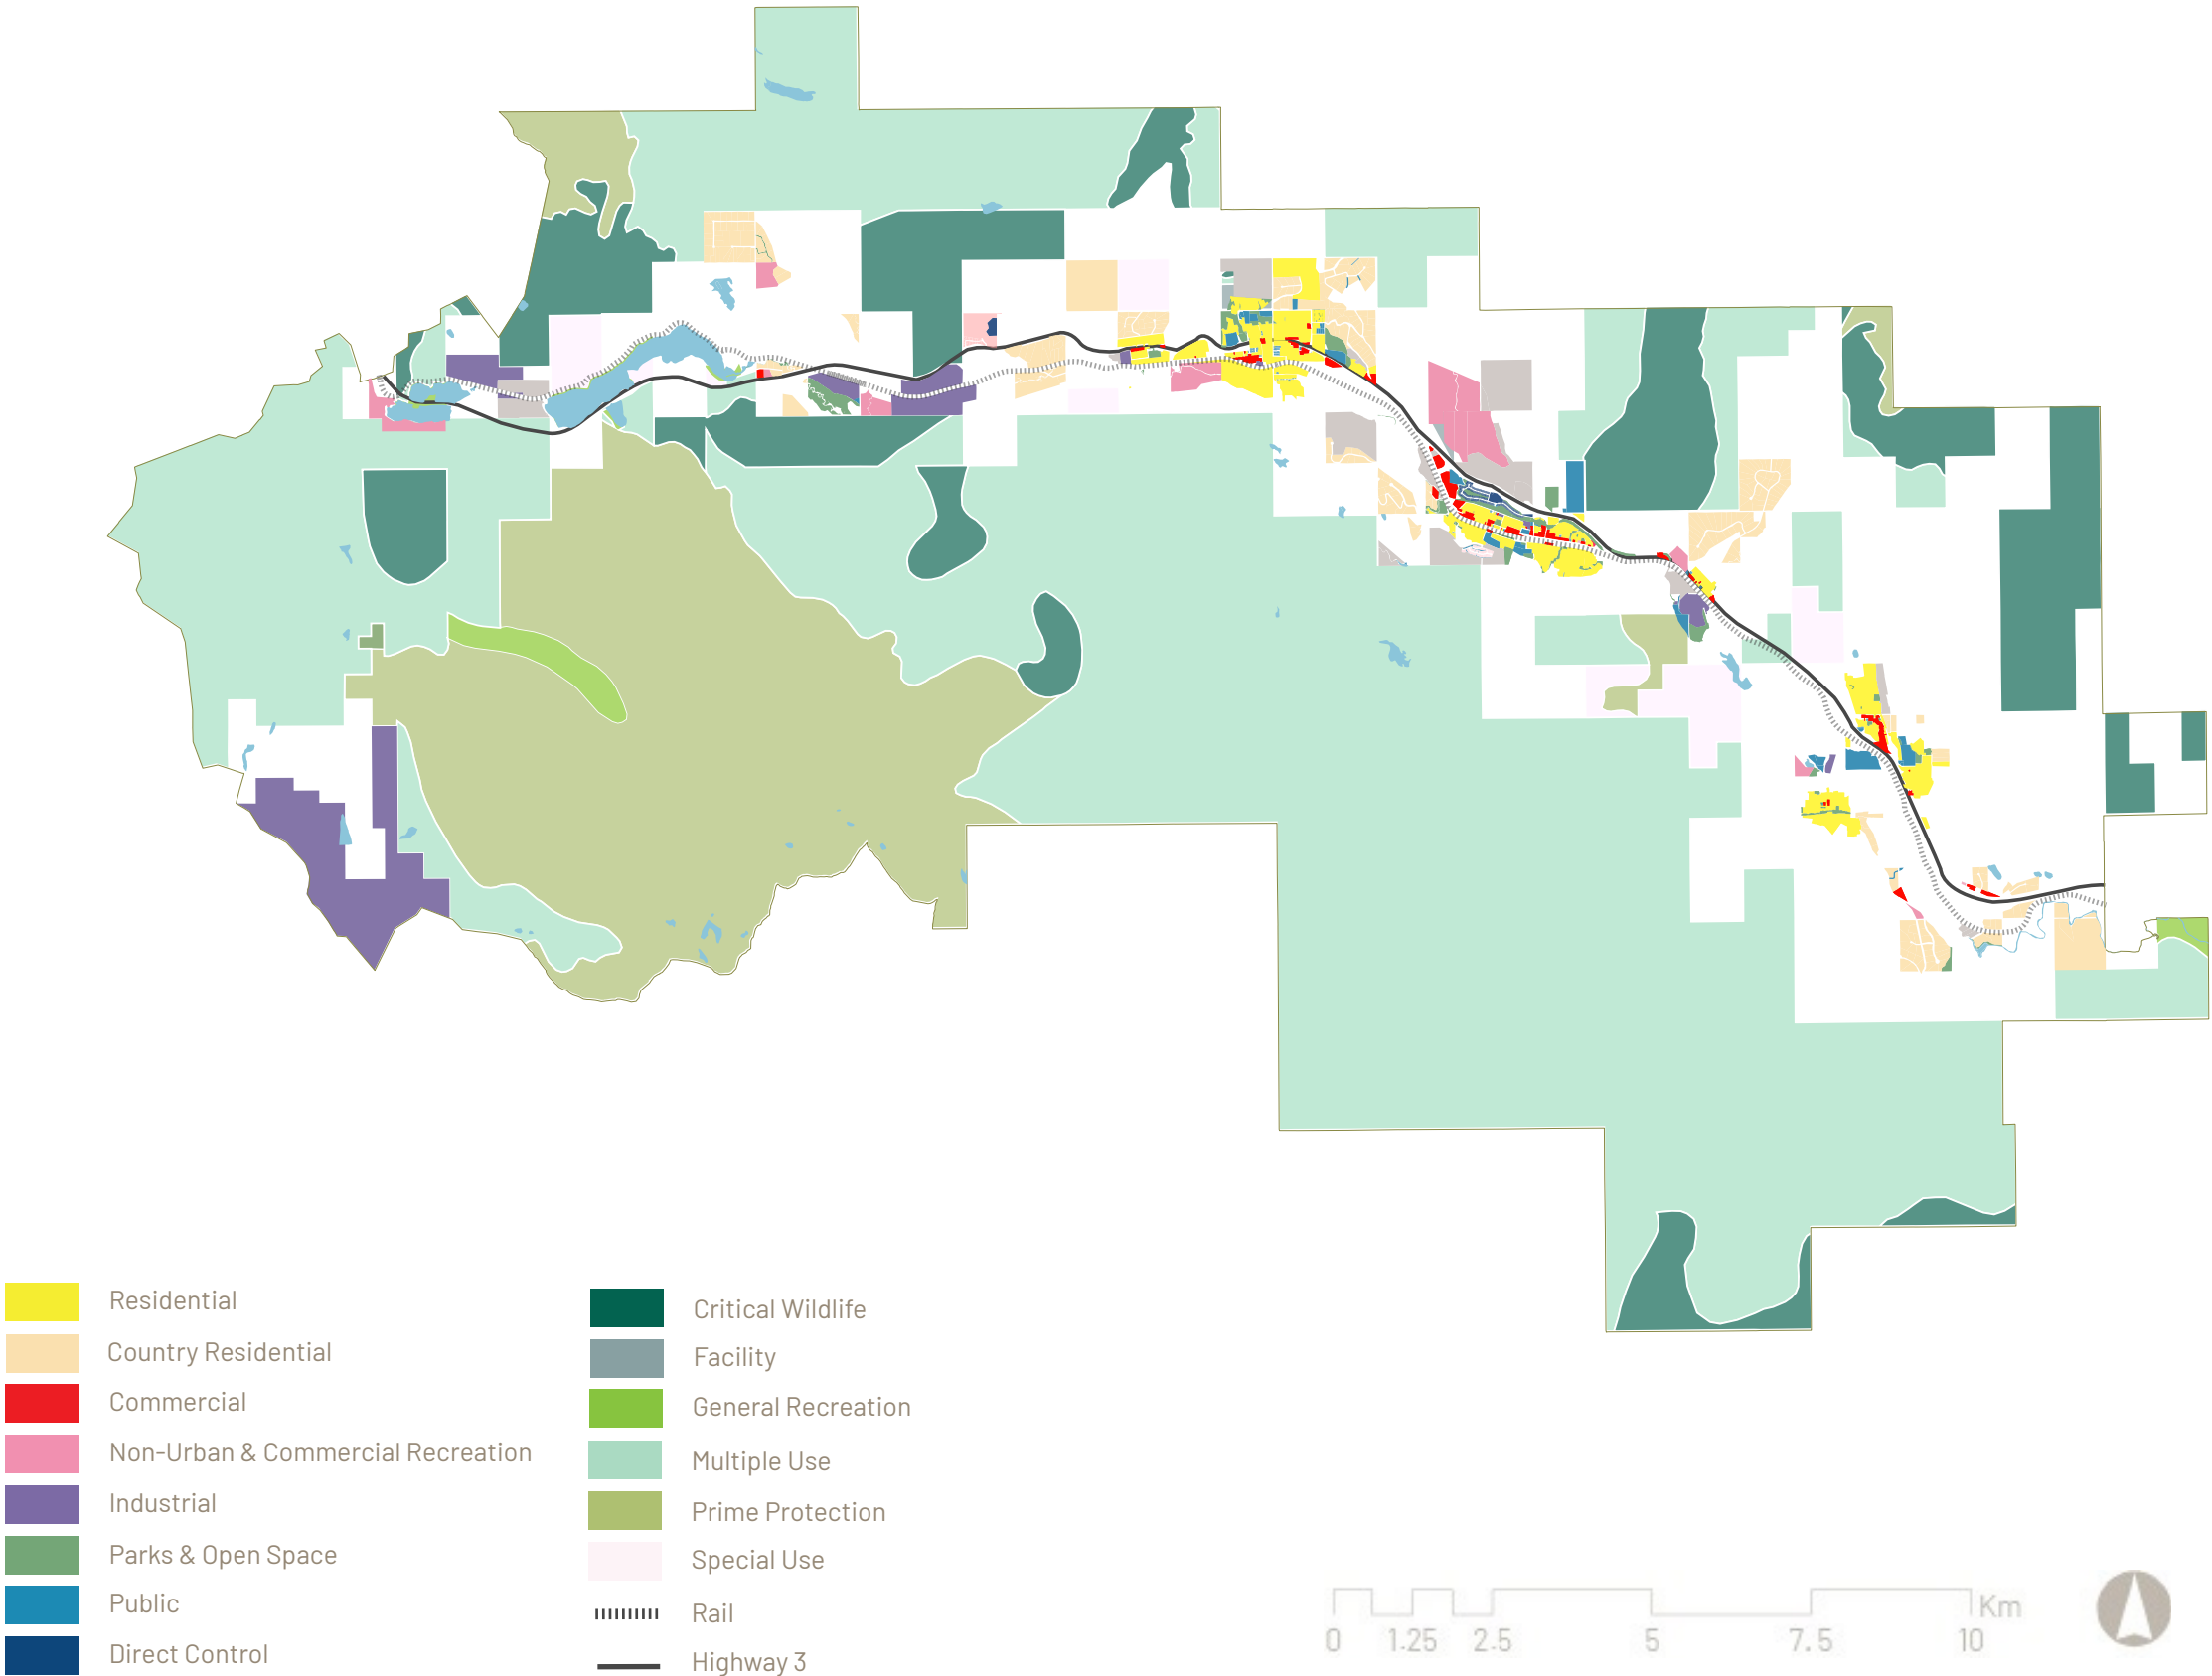 Residential
Country Residential
Commercial
Non-Urban & Commercial Recreation
Industrial
Parks & Open Space
Public
Direct Control
Critical Wildlife
Facility
General Recreation
Multiple Use
Prime Protection
Special Use
Rail
Highway 3
Km
0 1.25 2.5 5 7.5 10